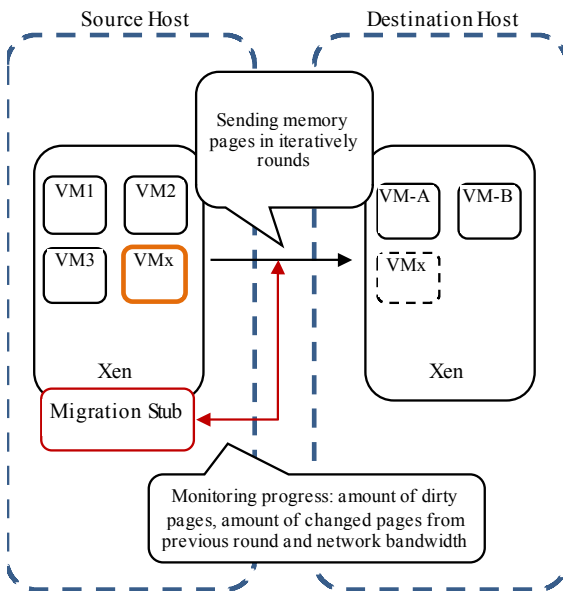 Source Host
Destination Host
Sending memory
pages in iteratively
rounds
VM1
VM2
VM3
VMx
Xen
Migration Stub
VM-A
VM-B
VMx
Xen
Monitoring progress: amount of dirty
pages, amount of changed pages from
previous round and network bandwidth